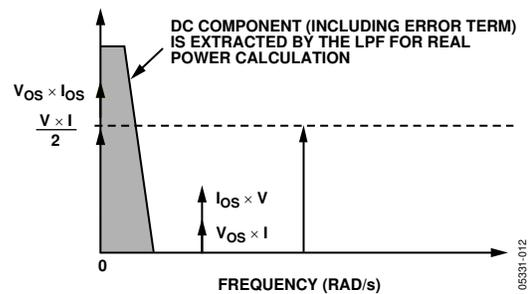 DC COMPONENT (INCLUDING ERROR TERM)
IS EXTRACTED BY THE LPF FOR REAL
POWER CALCULATION
VOS × IOS
V × I
2
IOS × V
VOS × I
0
FREQUENCY (RAD/s)
05331-012